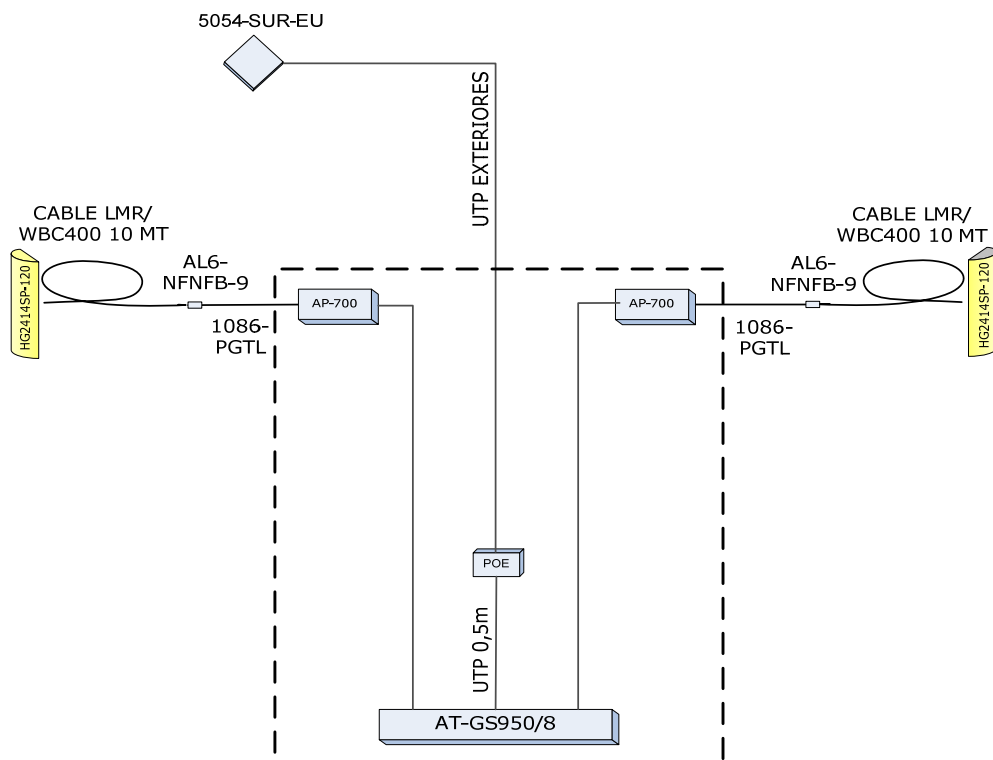 5054-SUR-EU
UTP EXTERIORES
CABLE LMR/
WBC400 10 MT
HG2414SP-120
AL6-
NFNFB-9
1086-
PGTL
AP-700
AP-700
CABLE LMR/
WBC400 10 MT
AL6-
NFNFB-9
1086-
PGTL
HG2414SP-120
POE
UTP 0,5m
AT-GS950/8